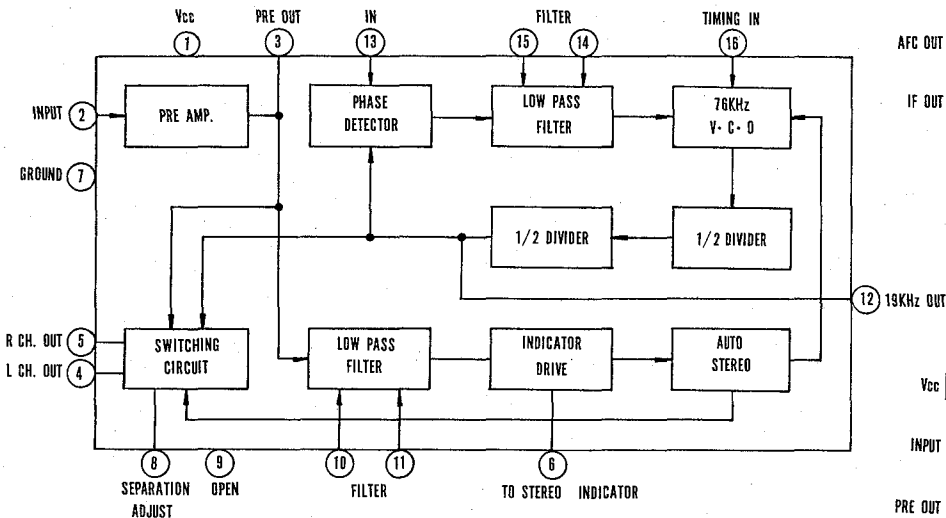 Vcc
PRE OUT
IN
FILTER
TIMING IN
AFC OUT
1
3
13
15
14
16
INPUT
2
PRE AMP.
PHASE
DETECTOR
LOW PASS
FILTER
76KHz
V・C・O
IF OUT
GROUND
7
1/2 DIVIDER
1/2 DIVIDER
12
19KHz OUT
R CH. OUT
5
L CH. OUT
4
SWITCHING
CIRCUIT
LOW PASS
FILTER
INDICATOR
DRIVE
AUTO
STEREO
Vcc
INPUT
8
9
10
11
6
SEPARATION
ADJUST
OPEN
FILTER
TO STEREO INDICATOR
PRE OUT